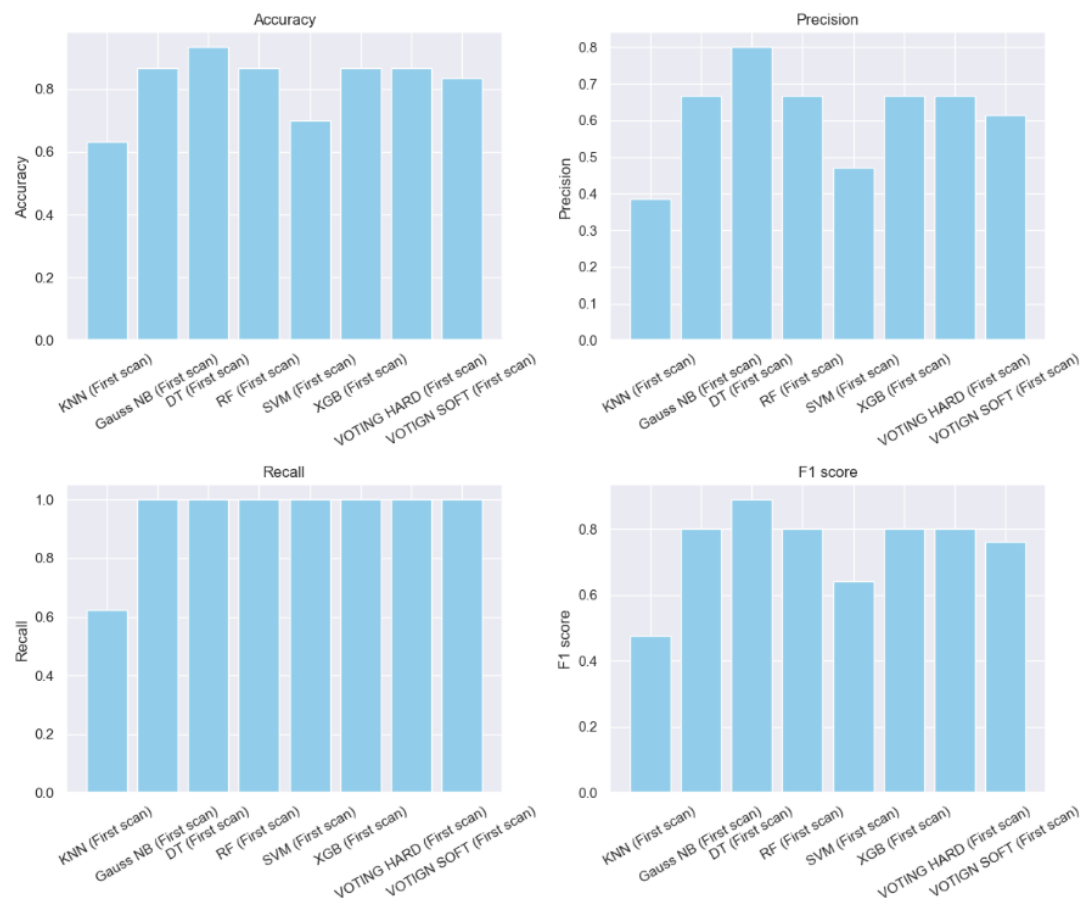 Accuracy
Accuracy
0.8
0.6
0.4
0.2
0.0
KNN (First scan)
Gauss NB (First scan)
DT (First scan)
RF (First scan)
SVM (First scan)
XGB (First scan)
VOTING HARD (First scan)
VOTIGN SOFT (First scan)
Precision
Precision
0.8
0.7
0.6
0.5
0.4
0.3
0.2
0.1
0.0
KNN (First scan)
Gauss NB (First scan)
DT (First scan)
RF (First scan)
SVM (First scan)
XGB (First scan)
VOTING HARD (First scan)
VOTIGN SOFT (First scan)
Recall
Recall
1.0
0.8
0.6
0.4
0.2
0.0
KNN (First scan)
Gauss NB (First scan)
DT (First scan)
RF (First scan)
SVM (First scan)
XGB (First scan)
VOTING HARD (First scan)
VOTIGN SOFT (First scan)
F1 score
F1 score
0.8
0.6
0.4
0.2
0.0
KNN (First scan)
Gauss NB (First scan)
DT (First scan)
RF (First scan)
SVM (First scan)
XGB (First scan)
VOTING HARD (First scan)
VOTIGN SOFT (First scan)